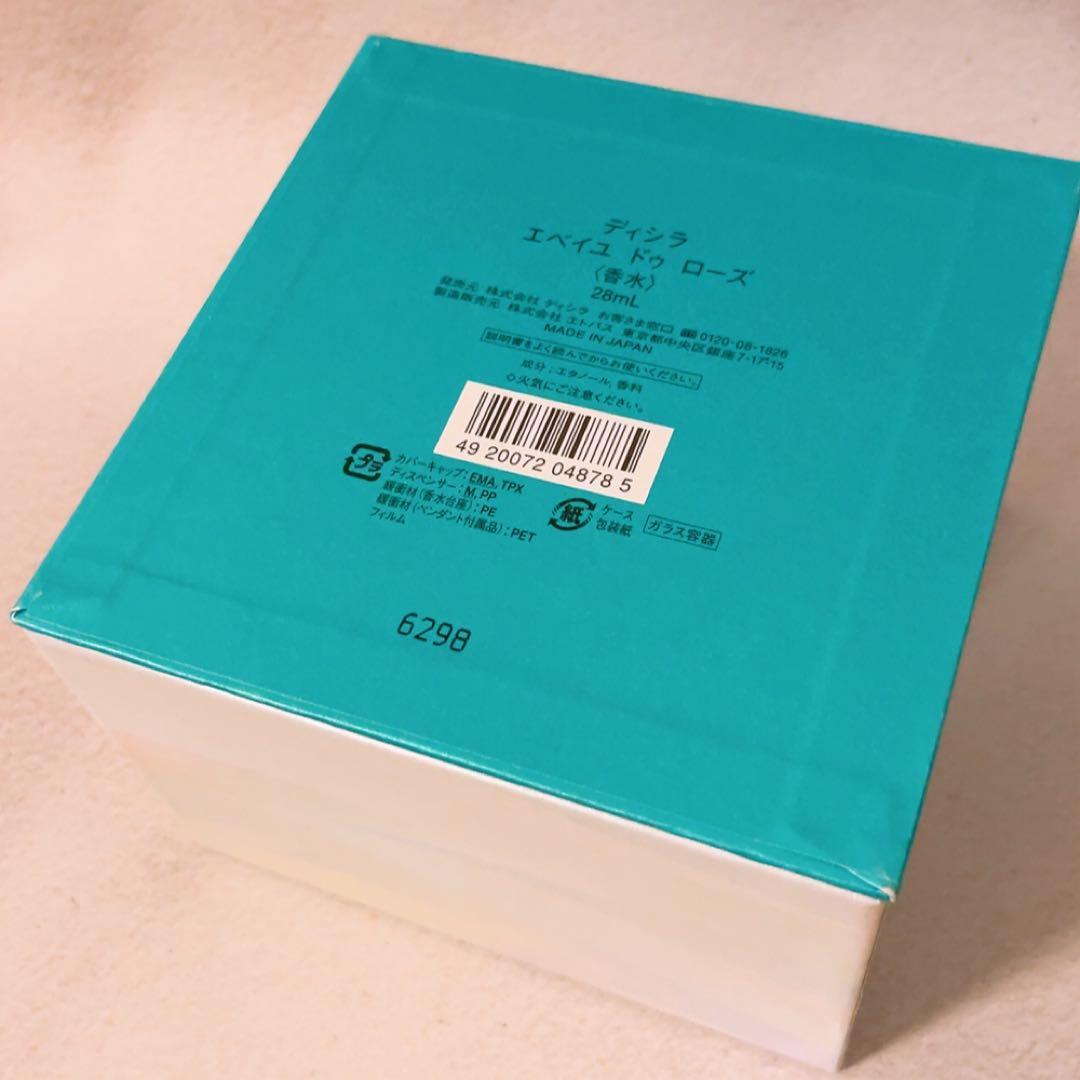 ディシラ
エベイユ ドゥ ローズ
〈香水〉
28mL
発売元 株式会社 ディシラ お客さま窓口 0120-08-1826
製造販売元 株式会社 エトバス 東京都中央区銀座7-17-15
MADE IN JAPAN
説明書をよく読んでからお使いください。
成分：エタノール, 香料
◇火気にご注意ください。
49 20072 04878 5
プラ
カバーキャップ：EMA, TPX
ディスペンサー：M, PP
緩衝材(香水台座)：PE
緩衝材(ペンダント付属品)：PET
フィルム
紙
ケース
包装紙
ガラス容器
6298